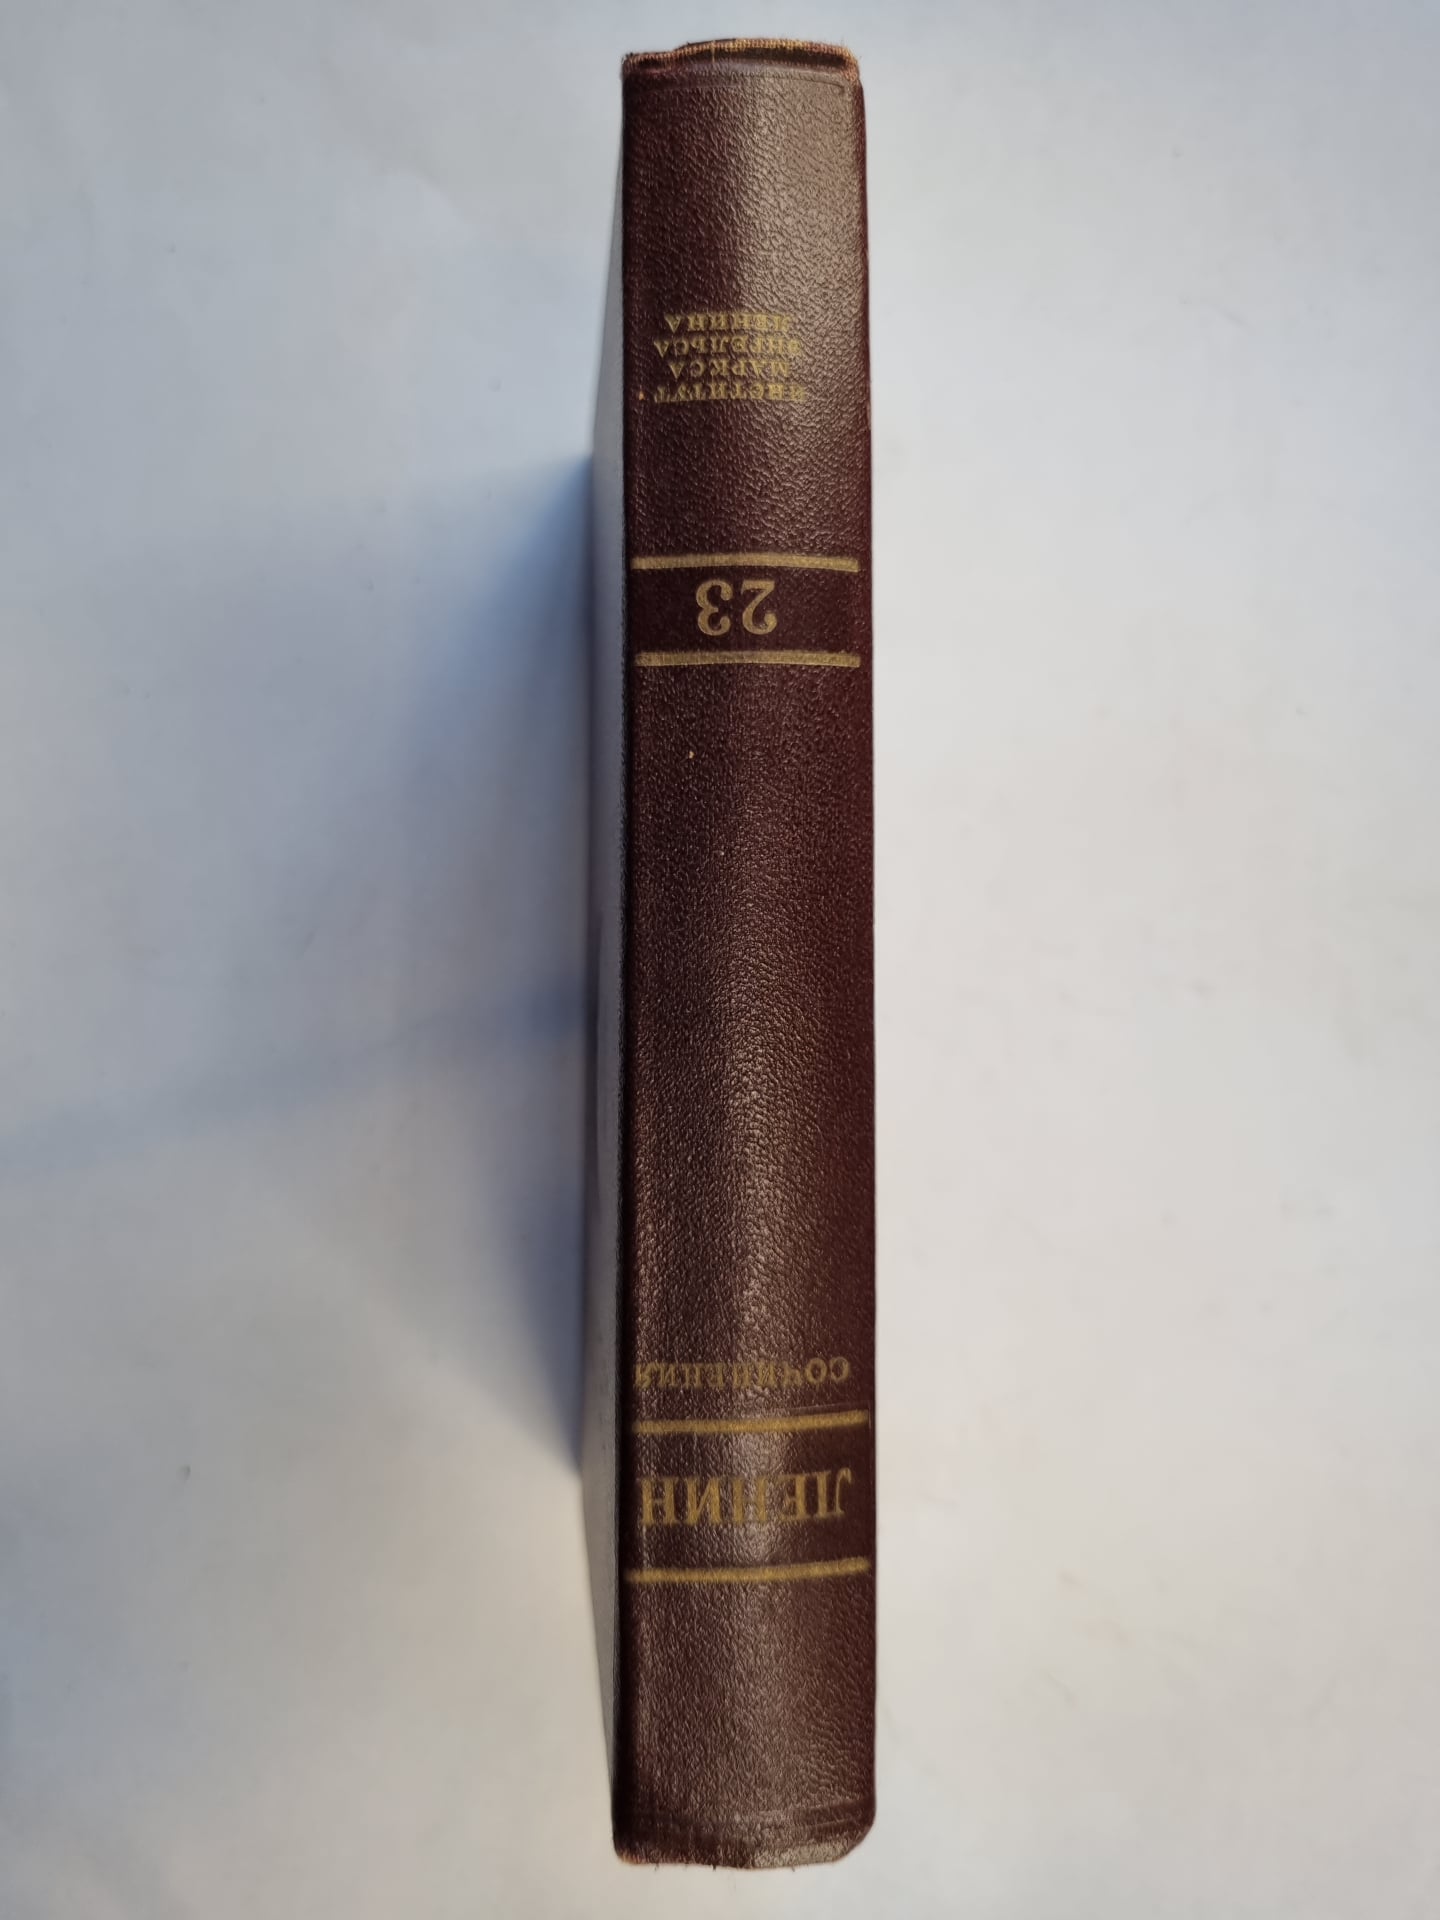 ЛЕНИН
СОЧИНЕНИЯ
23
ИНСТИТУТ
МАРКСА
ЭНГЕЛЬСА
ЛЕНИНА